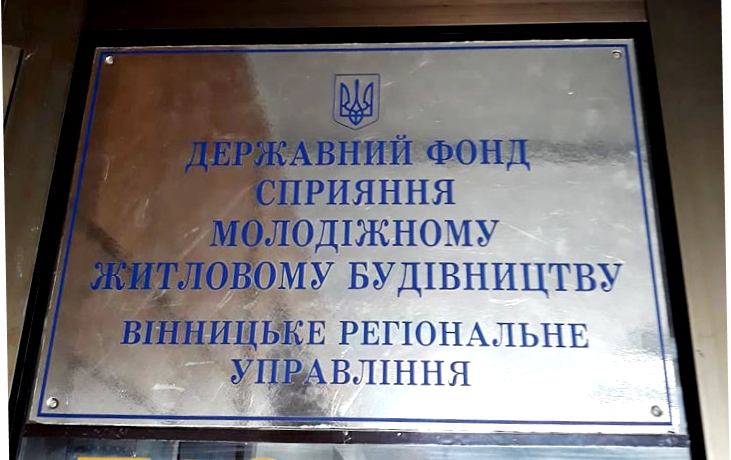 ДЕРЖАВНИЙ ФОНД
СПРИЯННЯ
МОЛОДІЖНОМУ
ЖИТЛОВОМУ БУДІВНИЦТВУ
ВІННИЦЬКЕ РЕГІОНАЛЬНЕ
УПРАВЛІННЯ